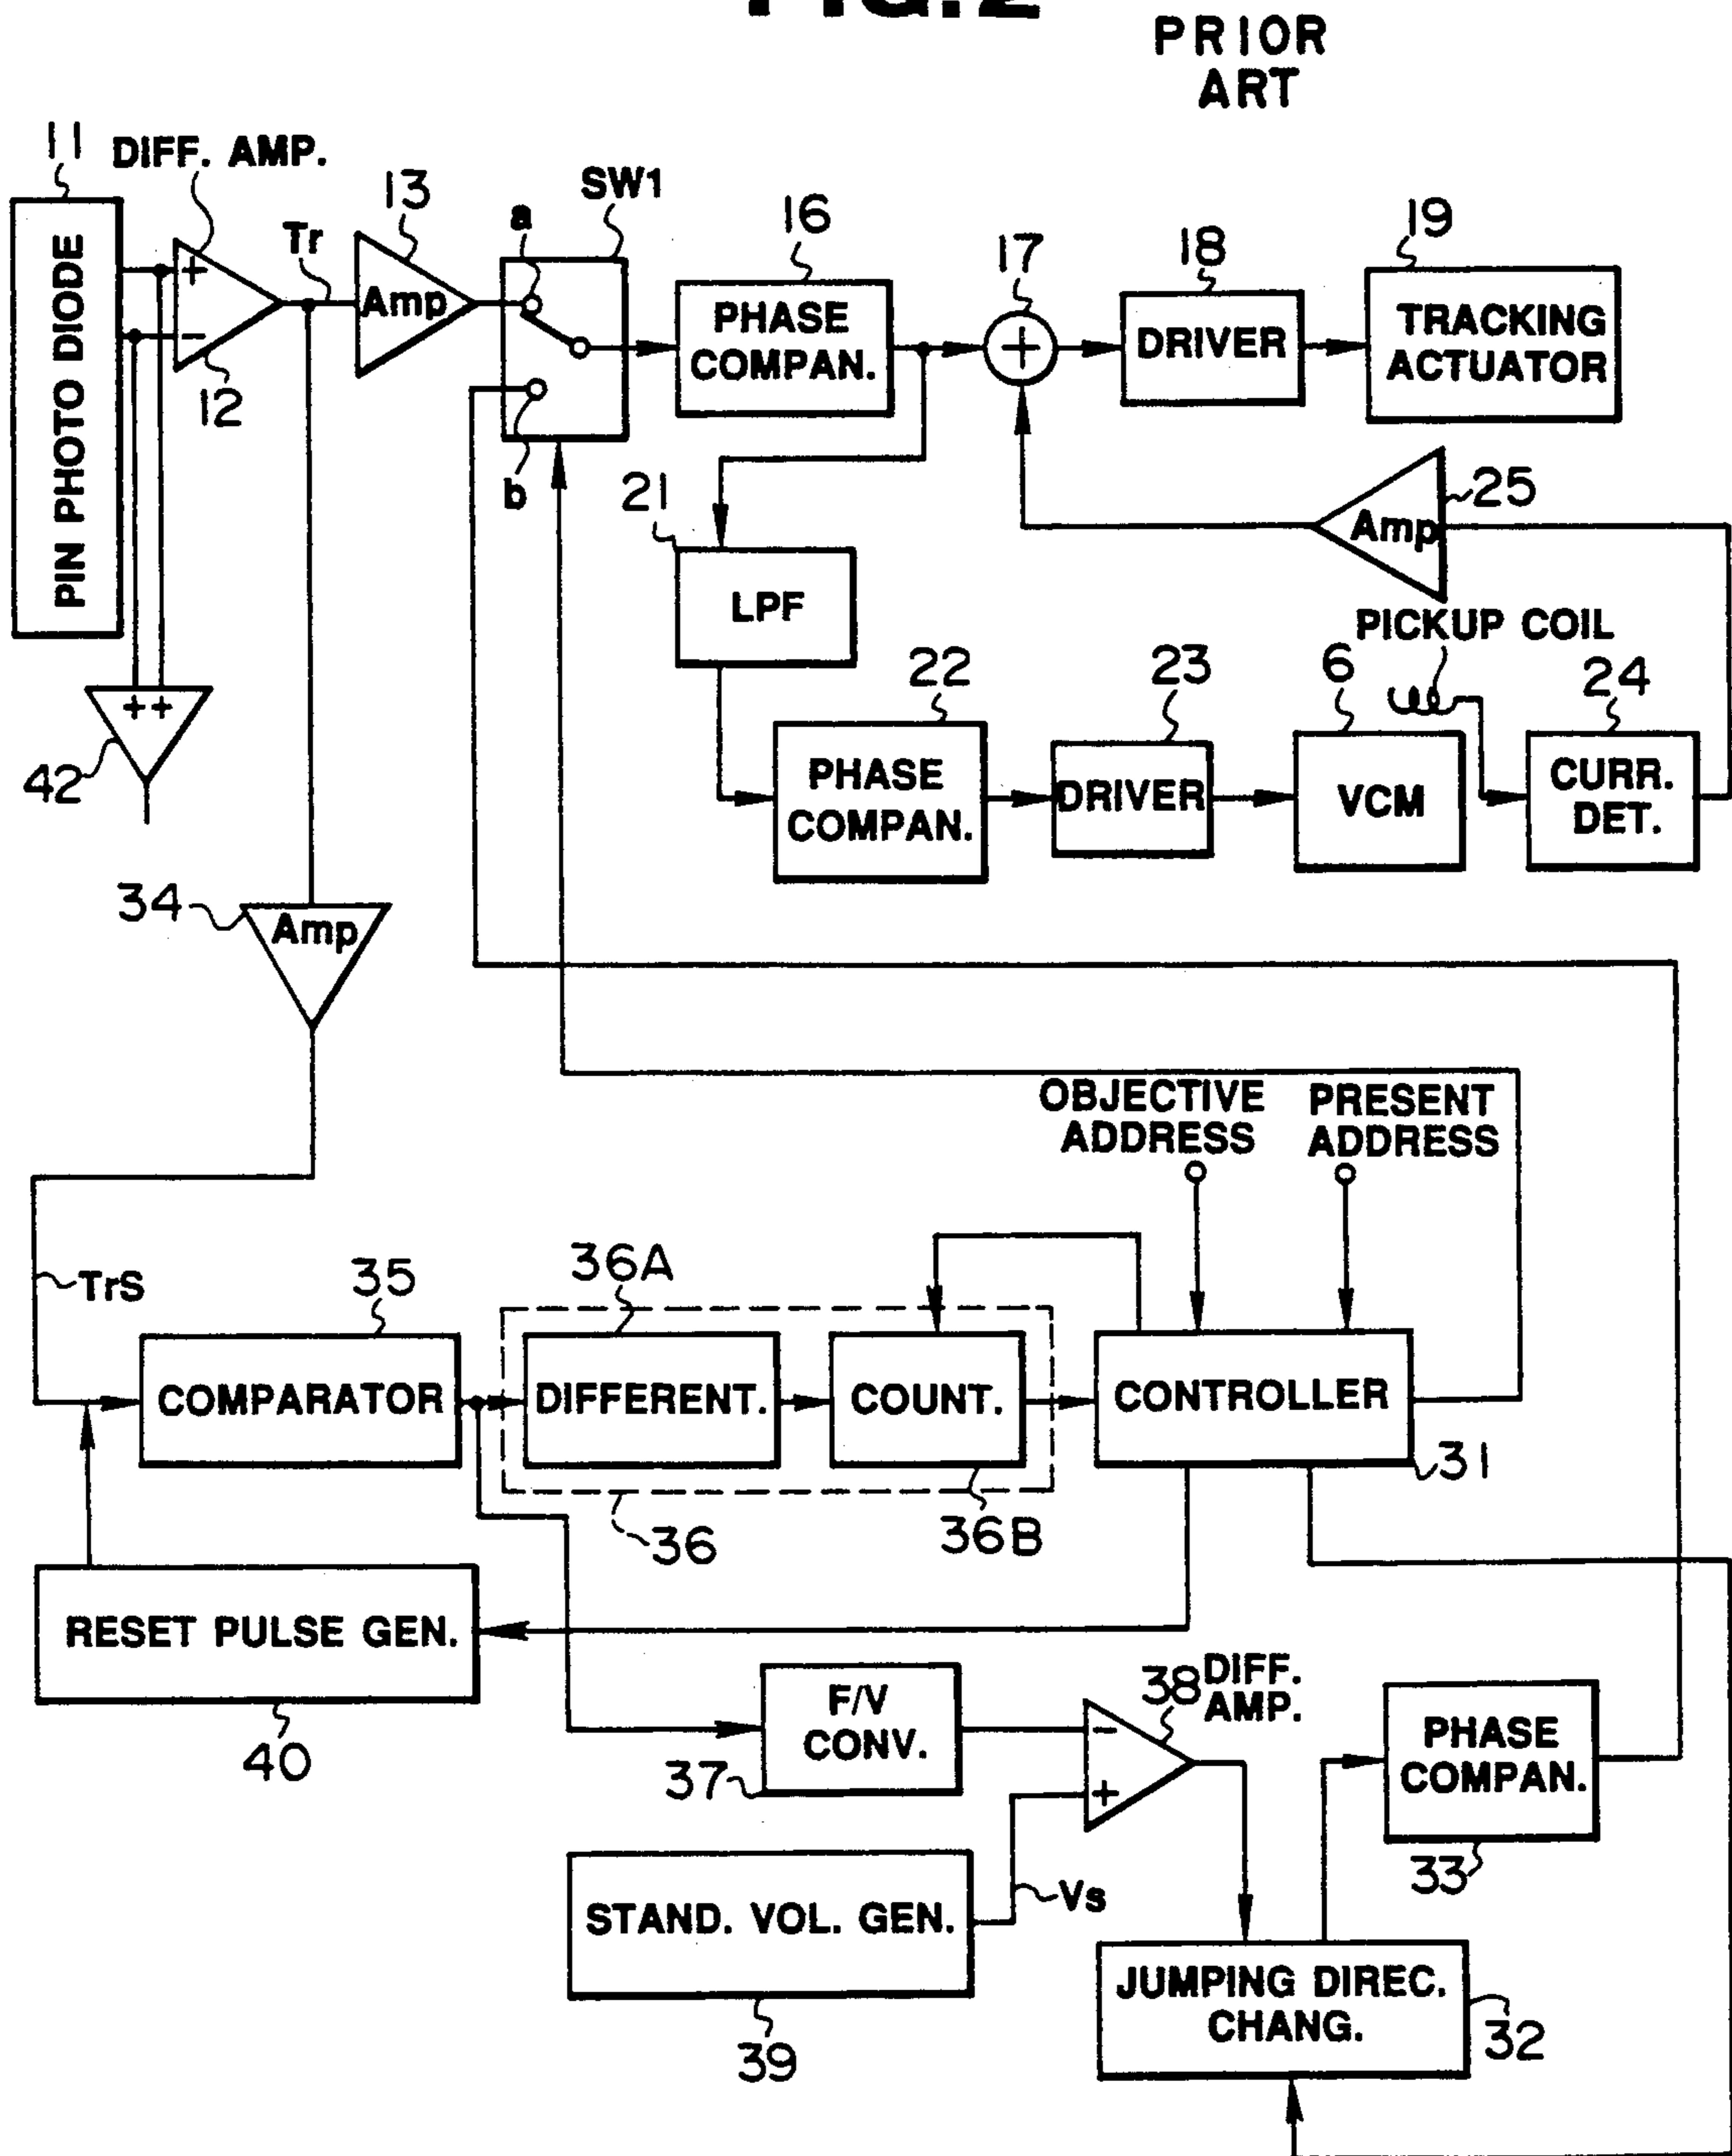 FIG. 2
PRIOR
ART
11
DIFF. AMP.
PIN PHOTO DIODE
+
−
12
Tr
13
Amp
SW1
a
b
16
PHASE
COMPAN.
17
+
18
DRIVER
19
TRACKING
ACTUATOR
25
Amp
21
LPF
PICKUP COIL
22
PHASE
COMPAN.
23
DRIVER
6
VCM
24
CURR.
DET.
++
42
34
Amp
OBJECTIVE
ADDRESS
PRESENT
ADDRESS
TrS
35
COMPARATOR
36A
DIFFERENT.
COUNT.
36B
36
CONTROLLER
31
RESET PULSE GEN.
40
F/V
CONV.
37
38
DIFF.
AMP.
−
+
PHASE
COMPAN.
33
STAND. VOL. GEN.
39
Vs
JUMPING DIREC.
CHANG.
32